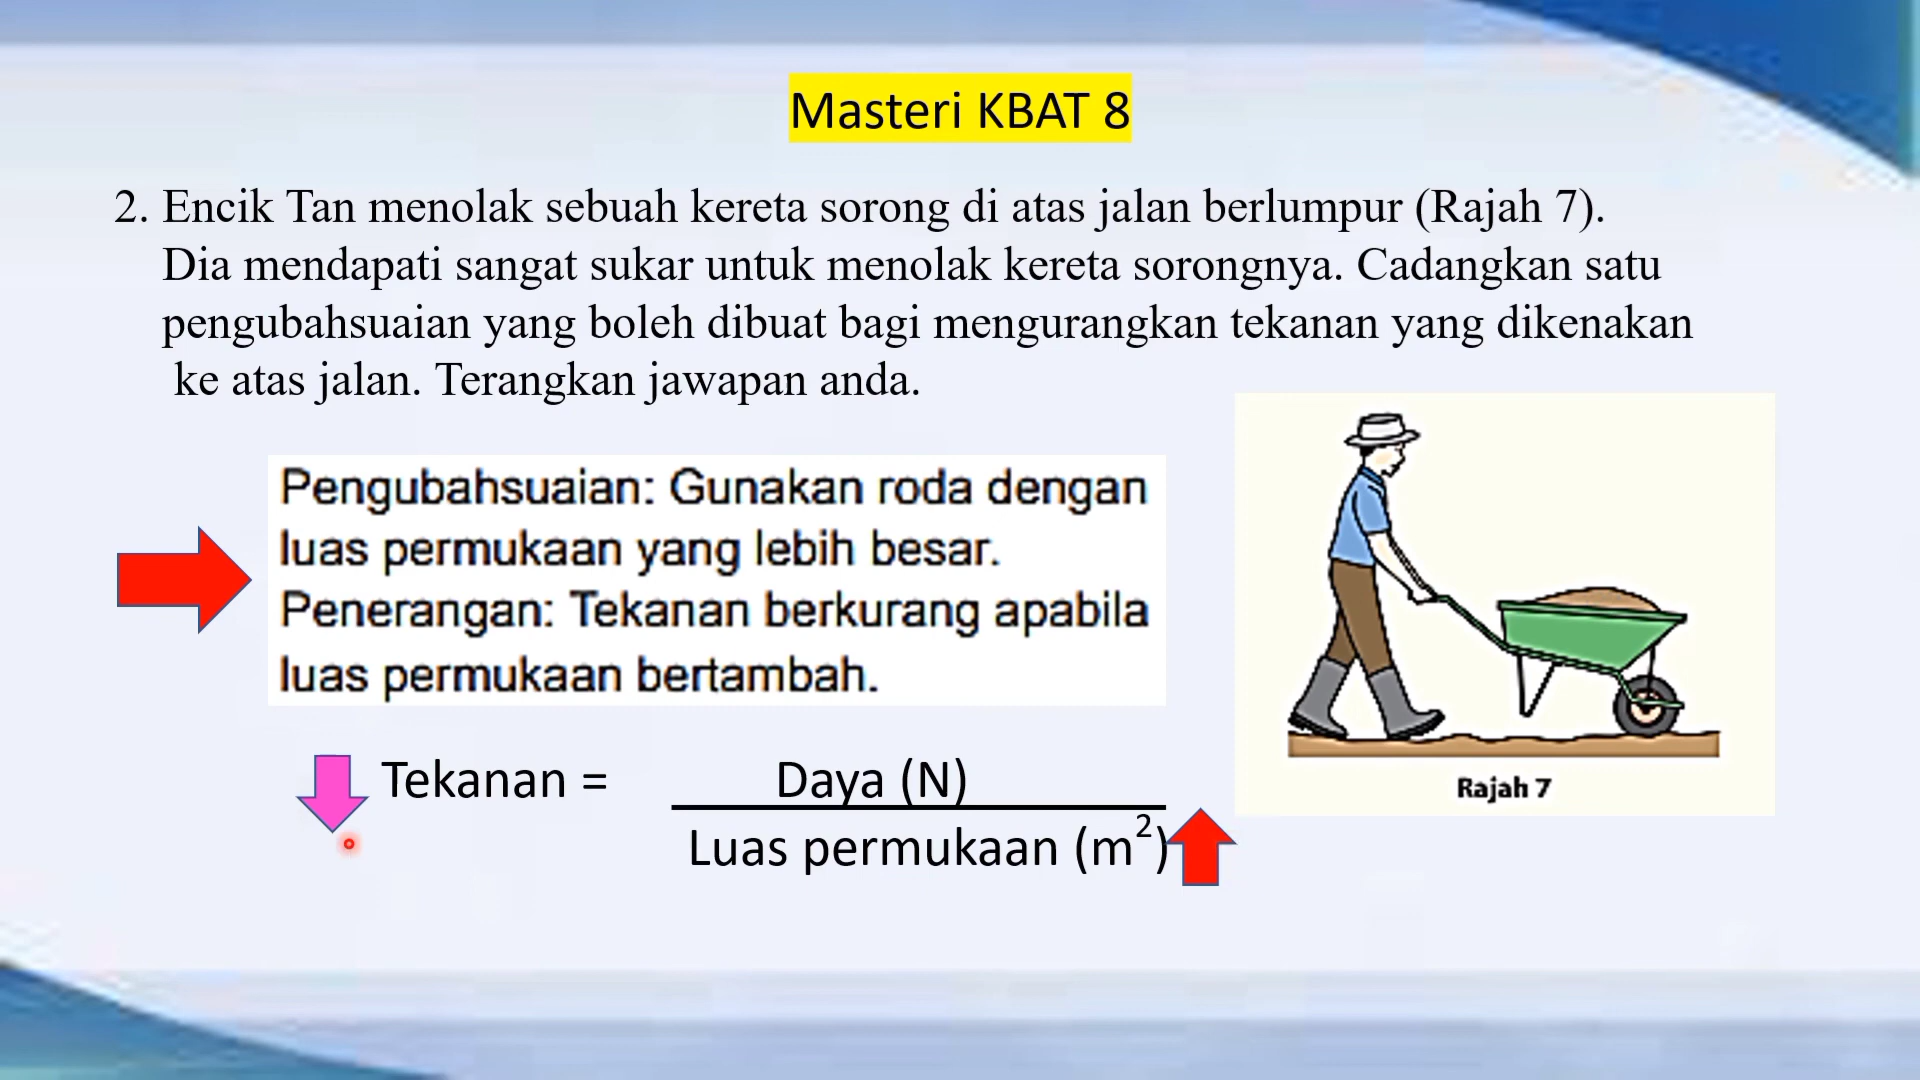 Masteri KBAT 8
2. Encik Tan menolak sebuah kereta sorong di atas jalan berlumpur (Rajah 7).
Dia mendapati sangat sukar untuk menolak kereta sorongnya. Cadangkan satu
pengubahsuaian yang boleh dibuat bagi mengurangkan tekanan yang dikenakan
ke atas jalan. Terangkan jawapan anda.
Pengubahsuaian: Gunakan roda dengan
luas permukaan yang lebih besar.
Penerangan: Tekanan berkurang apabila
luas permukaan bertambah.
Tekanan = Daya (N)
Luas permukaan (m²)
Rajah 7